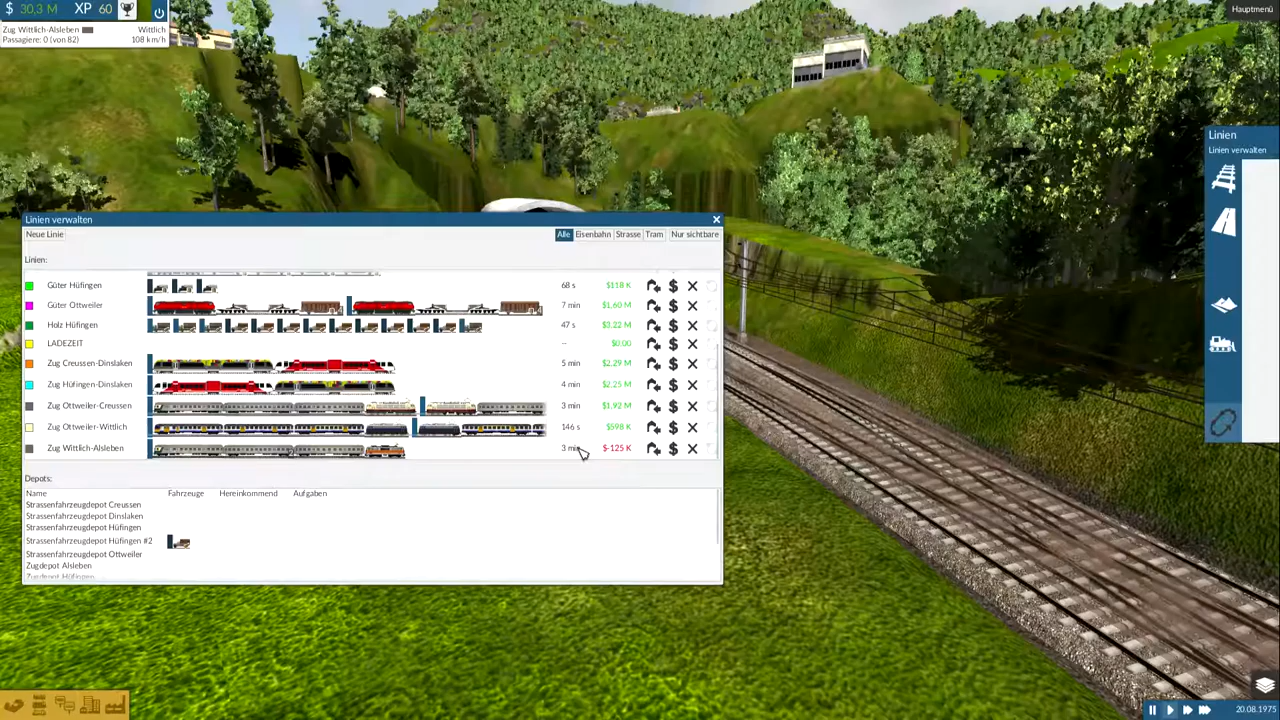 $ 30,3 M XP 60
Hauptmenü
Zug Wittlich-Alsleben Wittlich
Passagiere: 0 (von 82) 108 km/h
Linien
Linien verwalten
Linien verwalten
Neue Linie Alle Eisenbahn Strasse Tram Nur sichtbare
Linien:
Güter Hüfingen 68 s $118 K
Güter Ottweiler 7 min $1.60 M
Holz Hüfingen 47 s $3.22 M
LADEZEIT -- $0.00
Zug Creussen-Dinslaken 5 min $2.29 M
Zug Hüfingen-Dinslaken 4 min $2.25 M
Zug Ottweiler-Creussen 3 min $1.92 M
Zug Ottweiler-Wittlich 146 s $598 K
Zug Wittlich-Alsleben 3 min $-125 K
Depots:
Name Fahrzeuge Hereinkommend Aufgaben
Strassenfahrzeugdepot Creussen
Strassenfahrzeugdepot Dinslaken
Strassenfahrzeugdepot Hüfingen
Strassenfahrzeugdepot Hüfingen #2
Strassenfahrzeugdepot Ottweiler
Zugdepot Alsleben
Zugdepot Hüfingen
20.08.1975